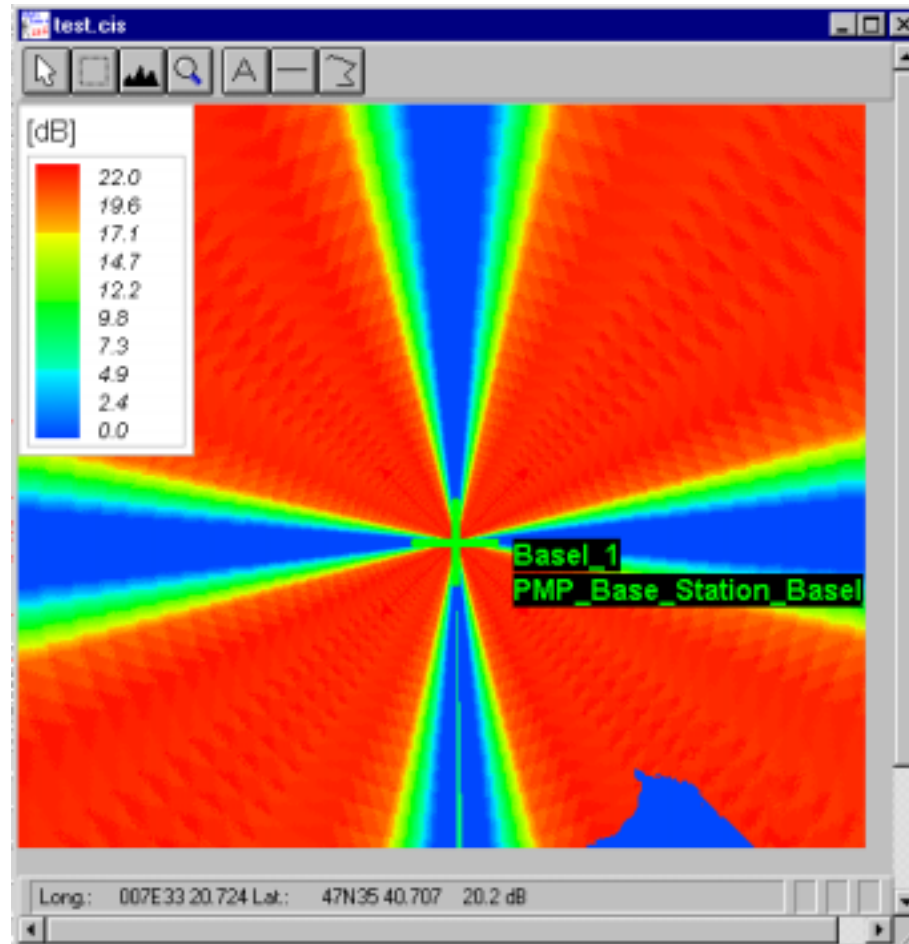 test.cis
A
[dB]
22.0
19.6
17.1
14.7
12.2
9.8
7.3
4.9
2.4
0.0
Basel_1
PMP_Base_Station_Basel
Long.: 007E33 20.724 Lat.: 47N35 40.707 20.2 dB